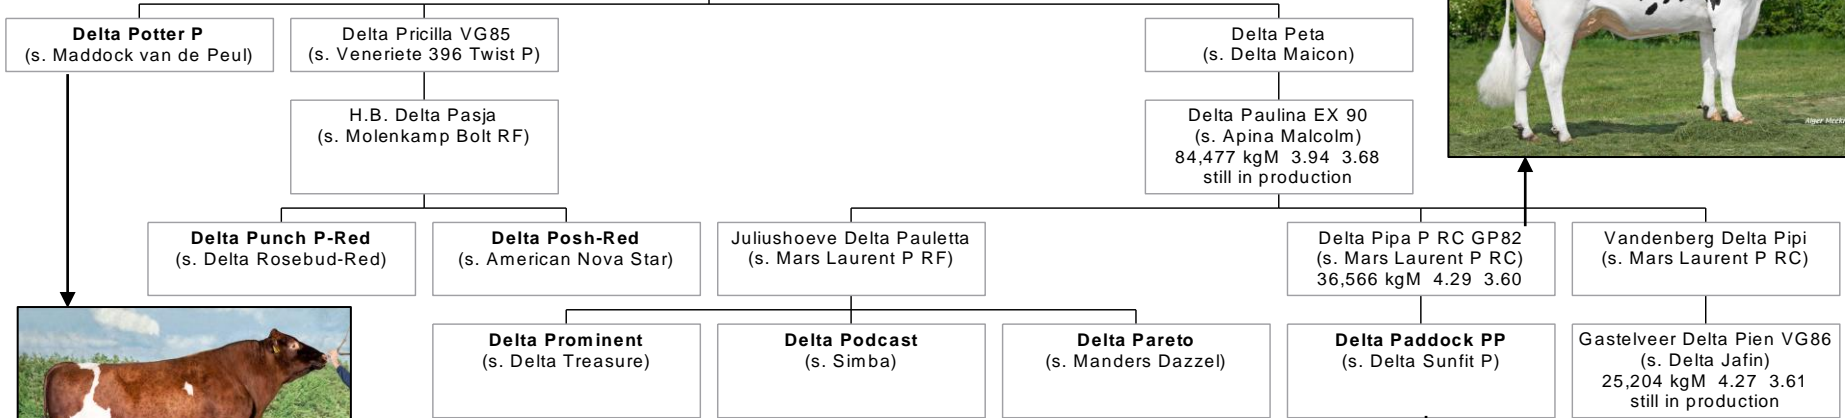 Delta Potter P
(s. Maddock van de Peul)
Delta Pricilla VG85
(s. Veneriete 396 Twist P)
Delta Peta
(s. Delta Maicon)
H.B. Delta Pasja
(s. Molenkamp Bolt RF)
Delta Paulina EX 90
(s. Apina Malcolm)
84,477 kgM 3.94 3.68
still in production
Delta Punch P-Red
(s. Delta Rosebud-Red)
Delta Posh-Red
(s. American Nova Star)
Juliushoeve Delta Pauletta
(s. Mars Laurent P RF)
Delta Pipa P RC GP82
(s. Mars Laurent P RC)
36,566 kgM 4.29 3.60
Vandenberg Delta Pipi
(s. Mars Laurent P RC)
Delta Prominent
(s. Delta Treasure)
Delta Podcast
(s. Simba)
Delta Pareto
(s. Manders Dazzel)
Delta Paddock PP
(s. Delta Sunfit P)
Gastelveer Delta Pien VG86
(s. Delta Jafin)
25,204 kgM 4.27 3.61
still in production